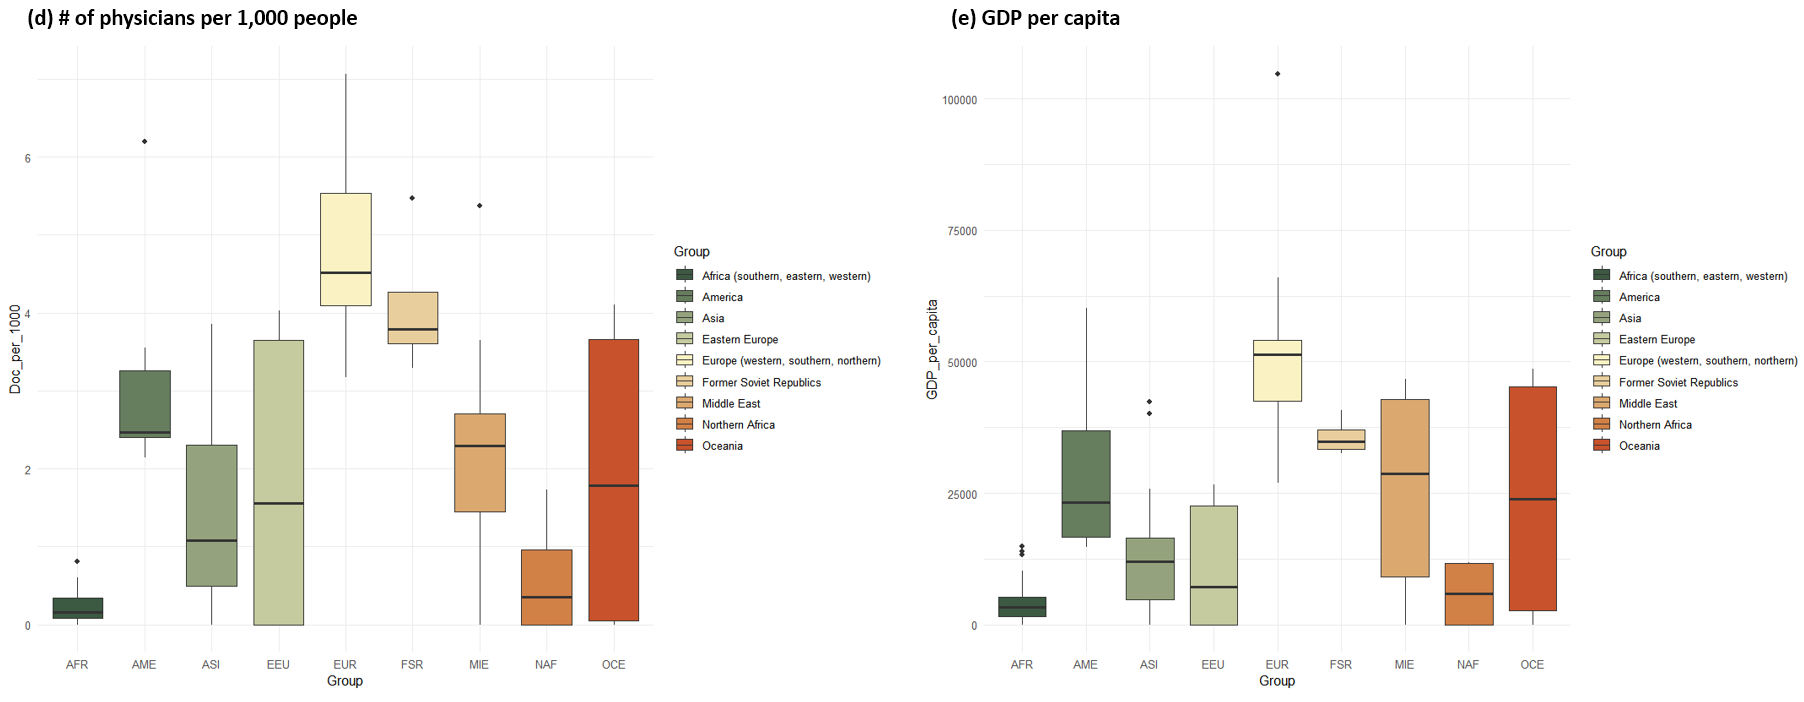 (d) # of physicians per 1,000 people
Doc_per_1000
6
4
2
0
AFR AME ASI EEU EUR FSR MIE NAF OCE
Group
Group
Africa (southern, eastern, western)
America
Asia
Eastern Europe
Europe (western, southern, northern)
Former Soviet Republics
Middle East
Northern Africa
Oceania
(e) GDP per capita
GDP_per_capita
100000
75000
50000
25000
0
AFR AME ASI EEU EUR FSR MIE NAF OCE
Group
Group
Africa (southern, eastern, western)
America
Asia
Eastern Europe
Europe (western, southern, northern)
Former Soviet Republics
Middle East
Northern Africa
Oceania